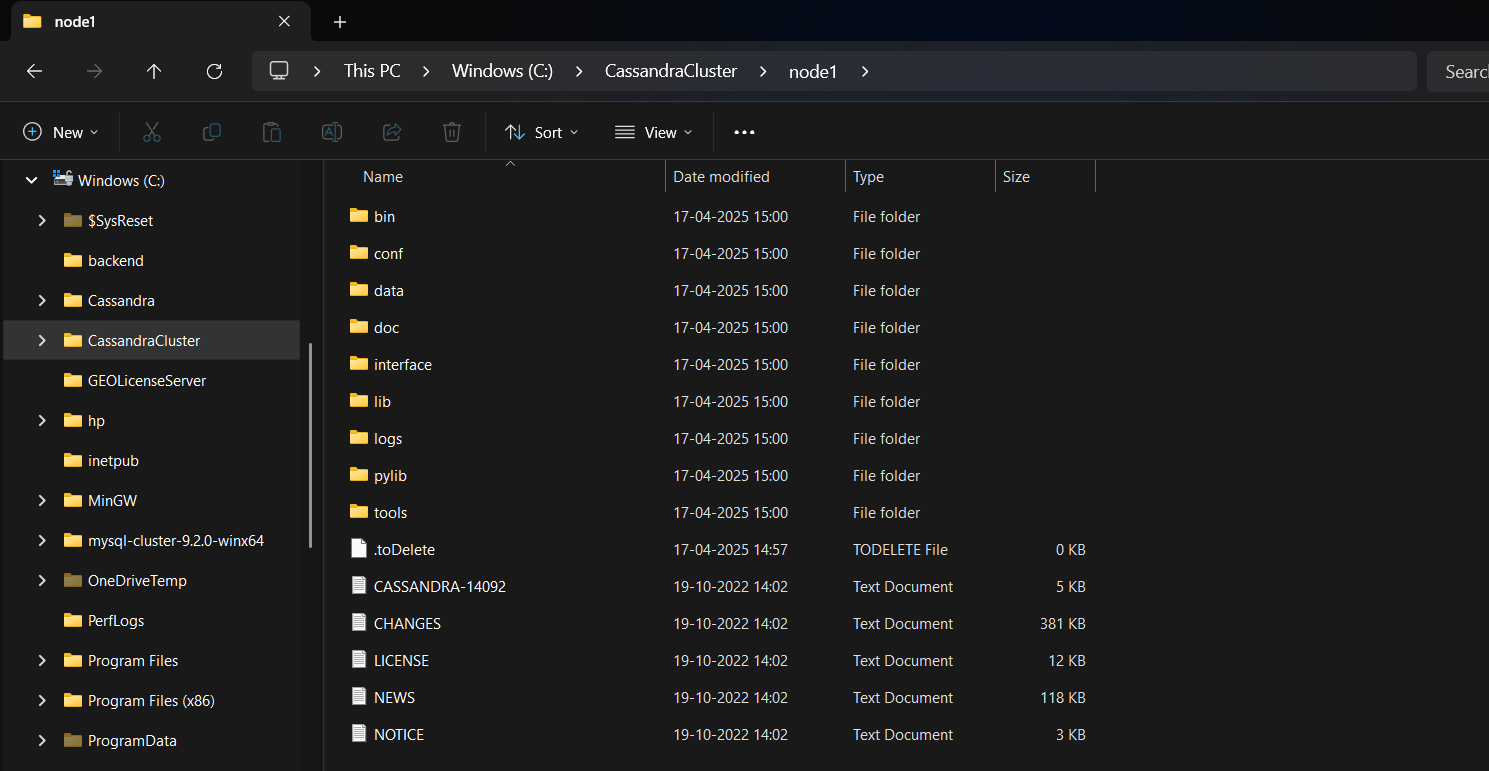 node1
This PC Windows (C:) CassandraCluster node1
Searc
New Sort View
Windows (C:)
$SysReset
backend
Cassandra
CassandraCluster
GEOLicenseServer
hp
inetpub
MinGW
mysql-cluster-9.2.0-winx64
OneDriveTemp
PerfLogs
Program Files
Program Files (x86)
ProgramData
Name Date modified Type Size
bin 17-04-2025 15:00 File folder
conf 17-04-2025 15:00 File folder
data 17-04-2025 15:00 File folder
doc 17-04-2025 15:00 File folder
interface 17-04-2025 15:00 File folder
lib 17-04-2025 15:00 File folder
logs 17-04-2025 15:00 File folder
pylib 17-04-2025 15:00 File folder
tools 17-04-2025 15:00 File folder
.toDelete 17-04-2025 14:57 TODELETE File 0 KB
CASSANDRA-14092 19-10-2022 14:02 Text Document 5 KB
CHANGES 19-10-2022 14:02 Text Document 381 KB
LICENSE 19-10-2022 14:02 Text Document 12 KB
NEWS 19-10-2022 14:02 Text Document 118 KB
NOTICE 19-10-2022 14:02 Text Document 3 KB